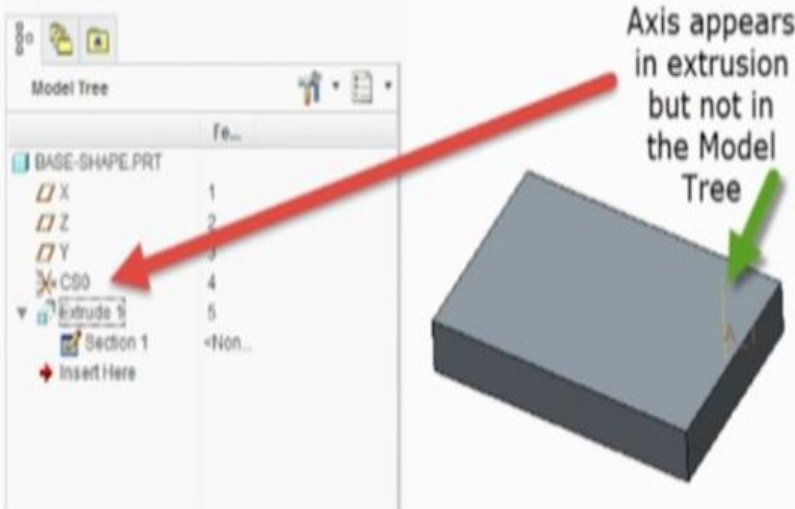 Model Tree
Fe...
BASE-SHAPE.PRT
X 1
Z 2
Y 3
CS0 4
Extrude 1 5
Section 1 <Non...
Insert Here
Axis appears
in extrusion
but not in
the Model
Tree